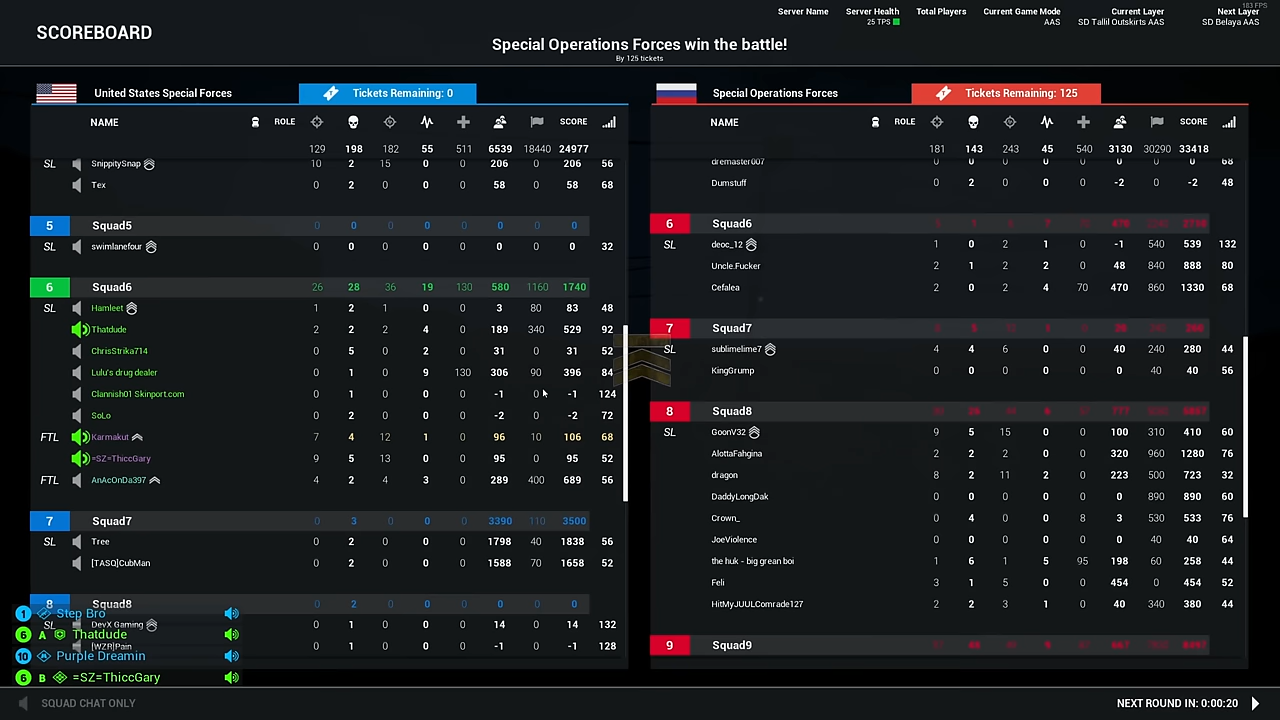 183 FPS
SCOREBOARD
Server Name Server Health Total Players Current Game Mode Current Layer Next Layer
25 TPS AAS SD Tallil Outskirts AAS SD Belaya AAS
Special Operations Forces win the battle!
By 125 tickets
United States Special Forces Tickets Remaining: 0
NAME ROLE SCORE
129 198 182 55 511 6539 18440 24977
SL SnippitySnap 10 2 15 0 0 206 0 206 56
Tex 0 2 0 0 0 58 0 58 68
5 Squad5 0 0 0 0 0 0 0 0
SL swimlanefour 0 0 0 0 0 0 0 0 32
6 Squad6 26 28 36 19 130 580 1160 1740
SL Hamleet 1 2 1 0 0 3 80 83 48
Thatdude 2 2 2 4 0 189 340 529 92
ChrisStrika714 0 5 0 2 0 31 0 31 52
Lulu's drug dealer 0 1 0 9 130 306 90 396 84
Clannish01 Skinport.com 0 1 0 0 0 -1 0 -1 124
SoLo 0 2 0 0 0 -2 0 -2 72
FTL Karmakut 7 4 12 1 0 96 10 106 68
=SZ=ThiccGary 9 5 13 0 0 95 0 95 52
FTL AnAcOnDa397 4 2 4 3 0 289 400 689 56
7 Squad7 0 3 0 0 0 3390 110 3500
SL Tree 0 2 0 0 0 1798 40 1838 56
[TASQ]CubMan 0 1 0 0 0 1588 70 1658 52
8 Squad8 0 2 0 0 0 0 0 0
SL DevX Gaming 0 1 0 0 0 14 0 14 132
[WZR]Pain 0 1 0 0 0 -1 0 -1 128
1 Step Bro
6 A Thatdude
10 Purple Dreamin
6 B =SZ=ThiccGary
SQUAD CHAT ONLY
Special Operations Forces Tickets Remaining: 125
NAME ROLE SCORE
181 143 243 45 540 3130 30290 33418
dremaster007 0 0 0 0 0 0 0 0 68
Dumstuff 0 2 0 0 0 -2 0 -2 48
6 Squad6
SL deoc_12 1 0 2 1 0 -1 540 539 132
Uncle.Fucker 2 1 2 2 0 48 840 888 80
Cefalea 2 0 2 4 70 470 860 1330 68
7 Squad7
SL sublimelime7 4 4 6 0 0 40 240 280 44
KingGrump 0 0 0 0 0 0 40 40 56
8 Squad8
SL GoonV32 9 5 15 0 0 100 310 410 60
AlottaFahgina 2 2 2 0 0 320 960 1280 76
dragon 8 2 11 2 0 223 500 723 32
DaddyLongDak 0 0 0 0 0 0 890 890 60
Crown_ 0 4 0 0 8 3 530 533 76
JoeViolence 0 0 0 0 0 0 40 40 64
the huk - big grean boi 1 6 1 5 95 198 60 258 44
Feli 3 1 5 0 0 454 0 454 52
HitMyJUULComrade127 2 2 3 1 0 40 340 380 44
9 Squad9
NEXT ROUND IN: 0:00:20